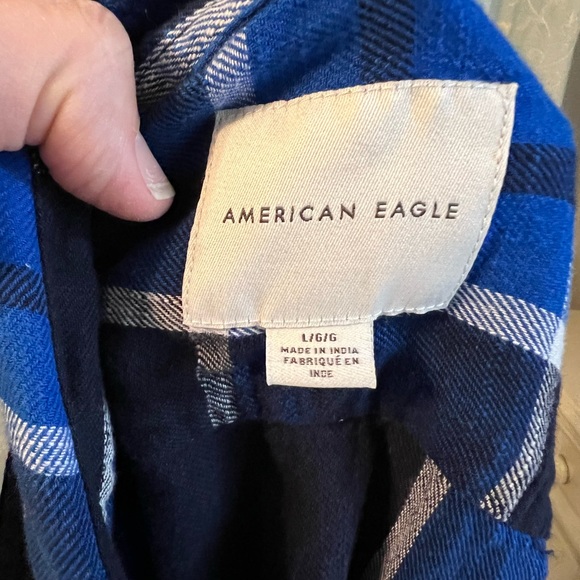 AMERICAN EAGLE
L/G/G
MADE IN INDIA
FABRIQUÉ EN
INDE